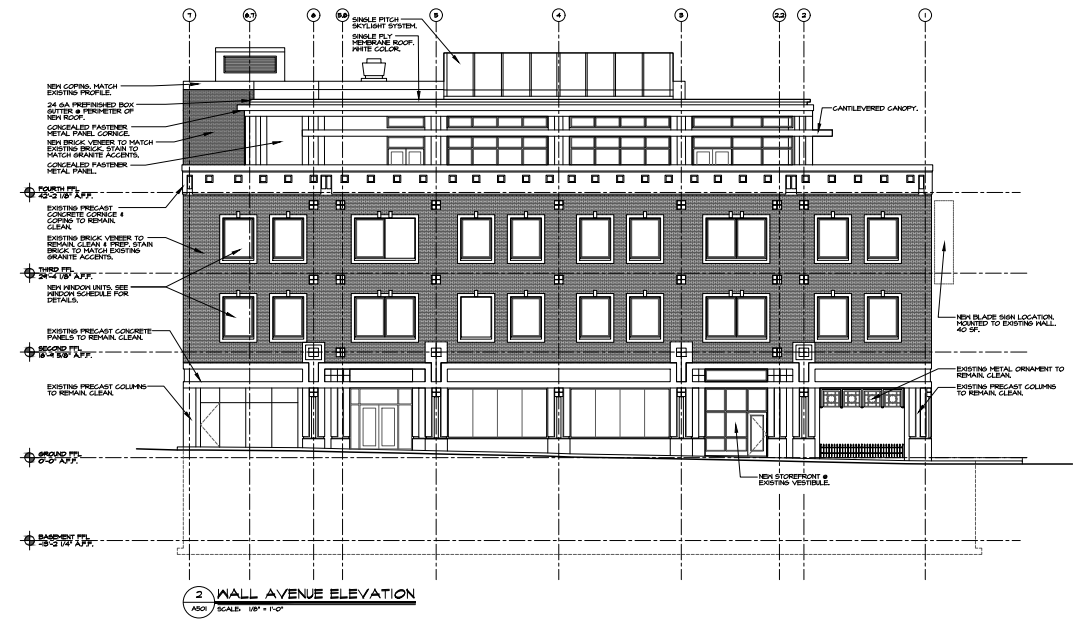 7 6.7 6 5.8 5 4 3 2.2 2 1
SINGLE PITCH
SKYLIGHT SYSTEM.
SINGLE PLY
MEMBRANE ROOF.
WHITE COLOR.
NEW COPING. MATCH
EXISTING PROFILE.
24 GA PREFINISHED BOX
GUTTER @ PERIMETER OF
NEW ROOF.
CONCEALED FASTENER
METAL PANEL CORNICE.
NEW BRICK VENEER TO MATCH
EXISTING BRICK. STAIN TO
MATCH GRANITE ACCENTS.
CONCEALED FASTENER
METAL PANEL.
CANTILEVERED CANOPY.
FOURTH FFL
42'-2 1/8" A.F.F.
EXISTING PRECAST
CONCRETE CORNICE &
COPING TO REMAIN.
CLEAN.
EXISTING BRICK VENEER TO
REMAIN. CLEAN & PREP. STAIN
BRICK TO MATCH EXISTING
GRANITE ACCENTS.
THIRD FFL
29'-4 1/8" A.F.F.
NEW WINDOW UNITS. SEE
WINDOW SCHEDULE FOR
DETAILS.
NEW BLADE SIGN LOCATION.
MOUNTED TO EXISTING WALL.
40 SF.
EXISTING PRECAST CONCRETE
PANELS TO REMAIN. CLEAN.
SECOND FFL
A.F.F.
EXISTING METAL ORNAMENT TO
REMAIN. CLEAN.
EXISTING PRECAST COLUMNS
TO REMAIN. CLEAN.
EXISTING PRECAST COLUMNS
TO REMAIN. CLEAN.
GROUND FFL
0'-0" A.F.F.
NEW STOREFRONT @
EXISTING VESTIBULE.
BASEMENT FFL
-13'-2 1/4" A.F.F.
2 WALL AVENUE ELEVATION
A501 SCALE: 1/8" = 1'-0"